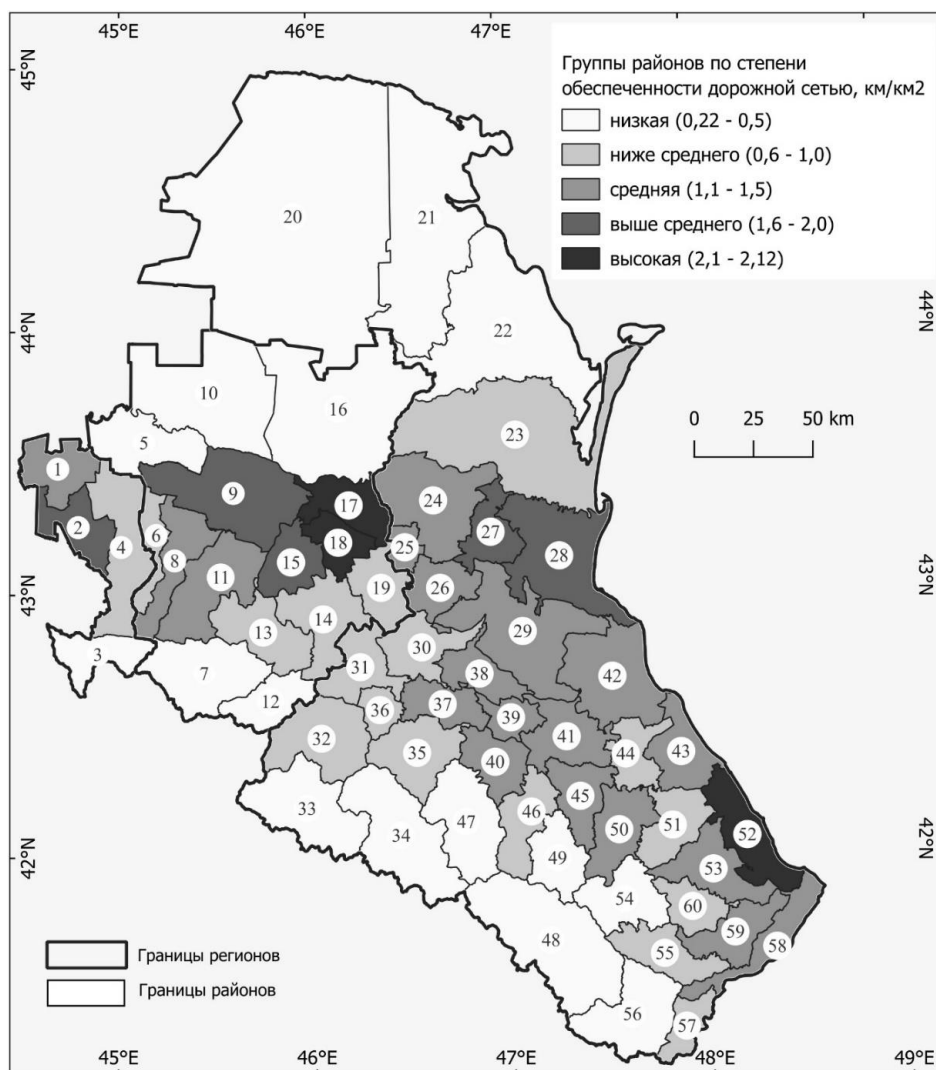 45°E
46°E
47°E
45°N
44°N
43°N
42°N
44°N
43°N
42°N
Группы районов по степени
обеспеченности дорожной сетью, км/км2
низкая (0,22 - 0,5)
ниже среднего (0,6 - 1,0)
средняя (1,1 - 1,5)
выше среднего (1,6 - 2,0)
высокая (2,1 - 2,12)
20
21
22
10
16
5
23
0 25 50 km
1
9
17
24
2
4
6
8
18
25
27
28
15
11
26
19
13
14
29
30
3
7
31
38
42
12
36
37
39
32
35
40
41
44
43
33
34
47
46
45
50
51
52
49
53
54
60
48
59
58
55
56
57
Границы регионов
Границы районов
45°E
46°E
47°E
48°E
49°E